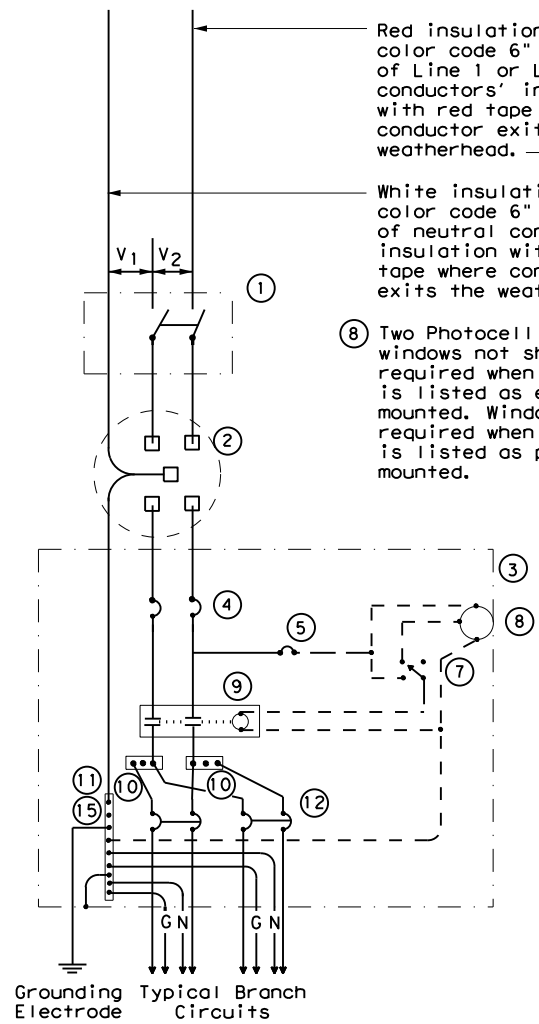 Red insulation
color code 6"
of Line 1 or L
conductors' in
with red tape
conductor exit
weatherhead.
White insulati
color code 6"
of neutral con
insulation wit
tape where con
exits the weat
V1 V2
1
8 Two Photocell
windows not sh
required when
is listed as e
mounted. Windo
required when
is listed as p
mounted.
2
3
4
5
8
7
9
11
10
10
12
15
G N
G N
Grounding
Electrode
Typical Branch
Circuits